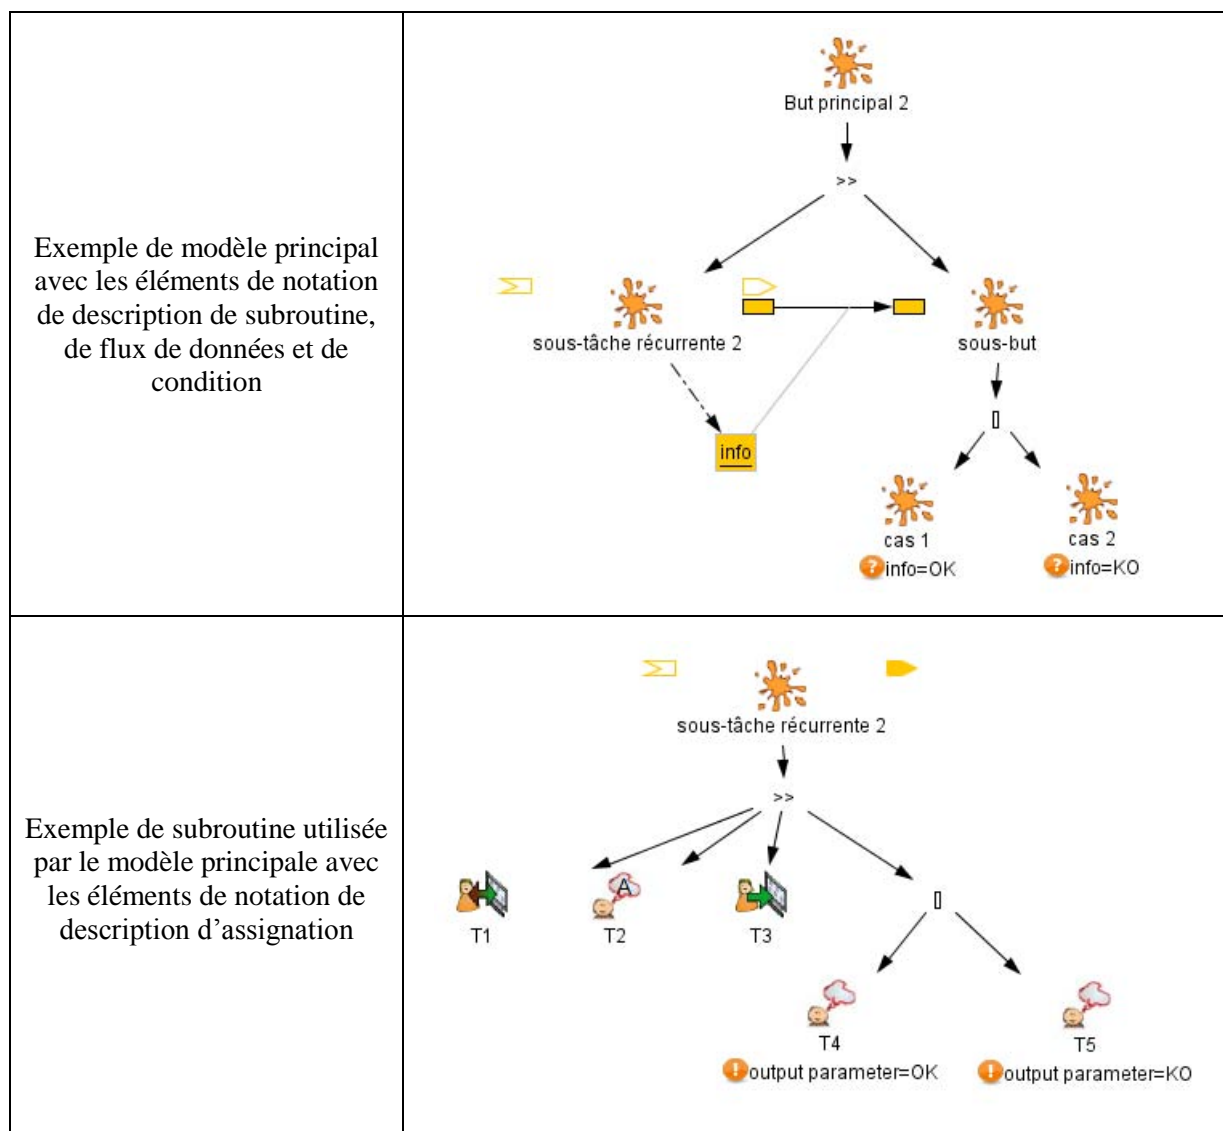 Exemple de modèle principal
avec les éléments de notation
de description de subroutine,
de flux de données et de
condition
But principal 2
>>
sous-tâche récurrente 2
sous-but
[]
info
cas 1
cas 2
?info=OK
?info=KO
Exemple de subroutine utilisée
par le modèle principale avec
les éléments de notation de
description d’assignation
sous-tâche récurrente 2
>>
A
[]
T1
T2
T3
T4
T5
!output parameter=OK
!output parameter=KO